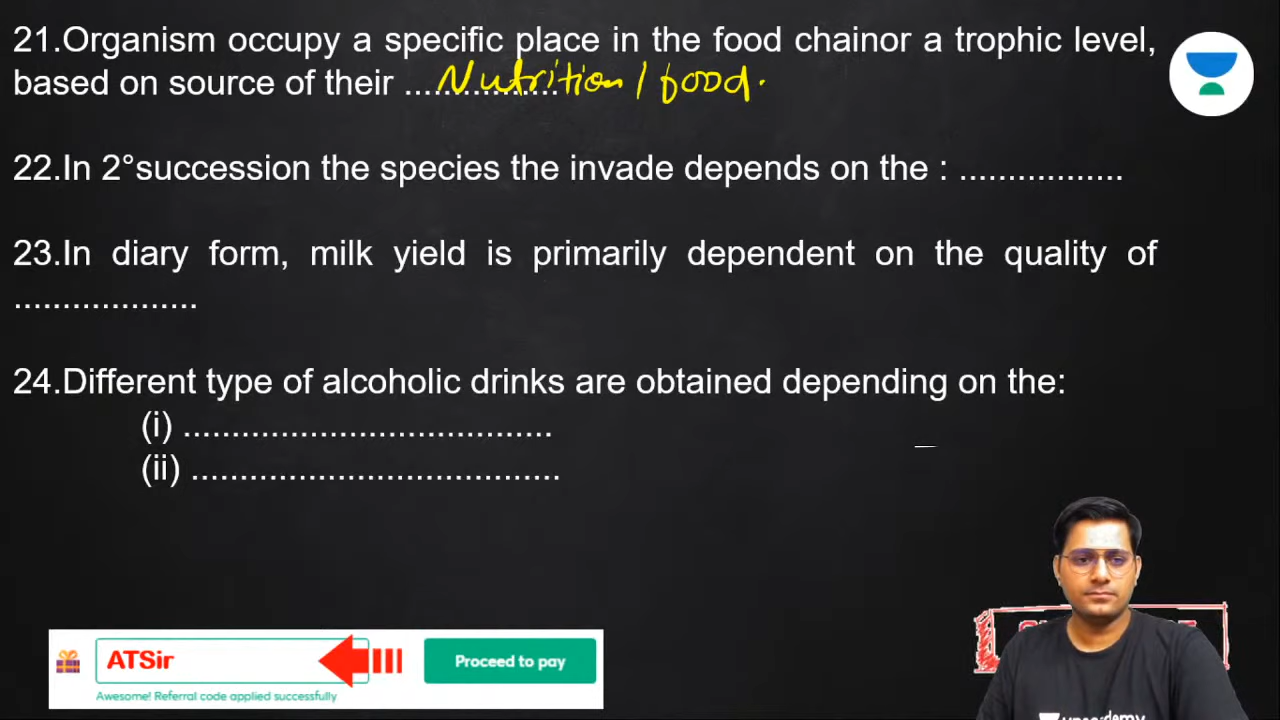 21.Organism occupy a specific place in the food chainor a trophic level,
based on source of their ................ Nutrition / food.
22.In 2°succession the species the invade depends on the : .................
23.In diary form, milk yield is primarily dependent on the quality of
...................
24.Different type of alcoholic drinks are obtained depending on the:
(i) ......................................
(ii) ......................................
ATSir
Proceed to pay
Awesome! Referral code applied successfully